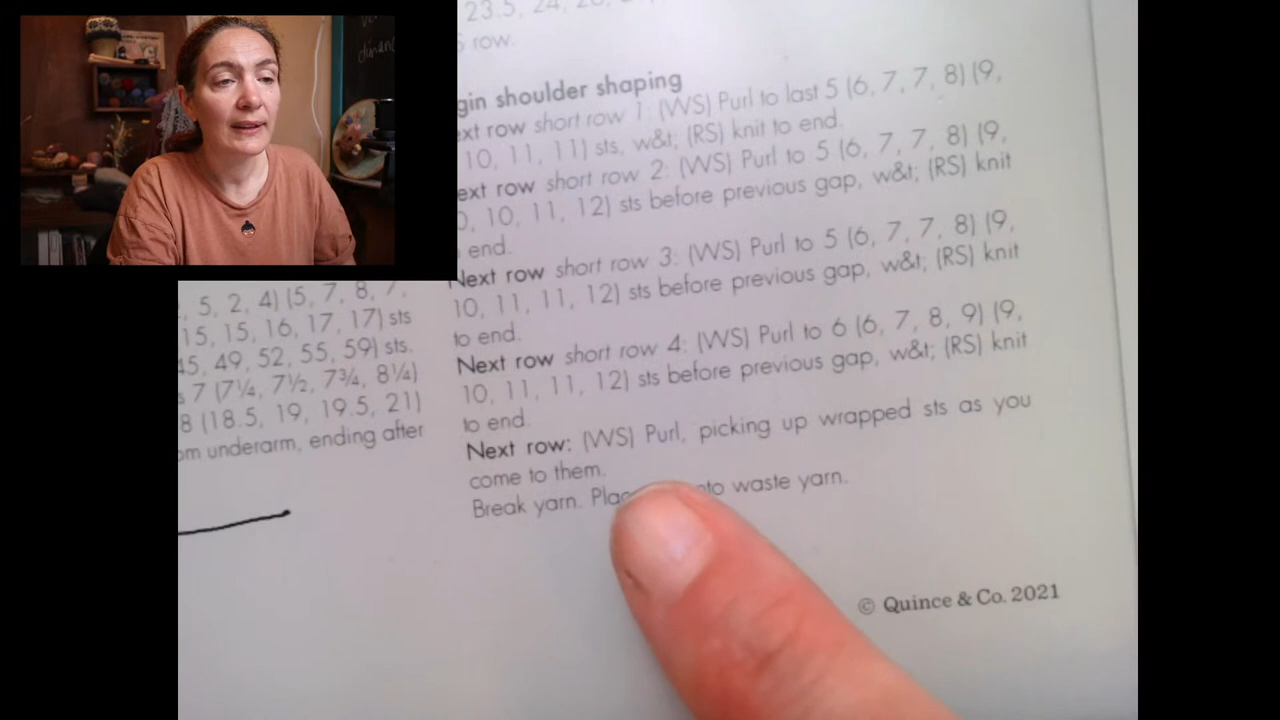 23.5, 24,
row.
gin shoulder shaping
ext row short row 1: (WS) Purl to last 5 (6, 7, 7, 8) (9,
10, 11, 11) sts, w&t; (RS) knit to end.
ext row short row 2: (WS) Purl to 5 (6, 7, 7, 8) (9,
0, 10, 11, 12) sts before previous gap, w&t; (RS) knit
end.
Next row short row 3: (WS) Purl to 5 (6, 7, 7, 8) (9,
10, 11, 11, 12) sts before previous gap, w&t; (RS) knit
to end.
Next row short row 4: (WS) Purl to 6 (6, 7, 8, 9) (9,
10, 11, 11, 12) sts before previous gap, w&t; (RS) knit
to end.
Next row: (WS) Purl, picking up wrapped sts as you
come to them.
Break yarn. Plac nto waste yarn.
© Quince & Co. 2021
, 5, 2, 4) (5, 7, 8, 7,
15, 15, 16, 17, 17) sts
45, 49, 52, 55, 59) sts.
s 7 (7¼, 7½, 7¾, 8¼)
8 (18.5, 19, 19.5, 21)
om underarm, ending after